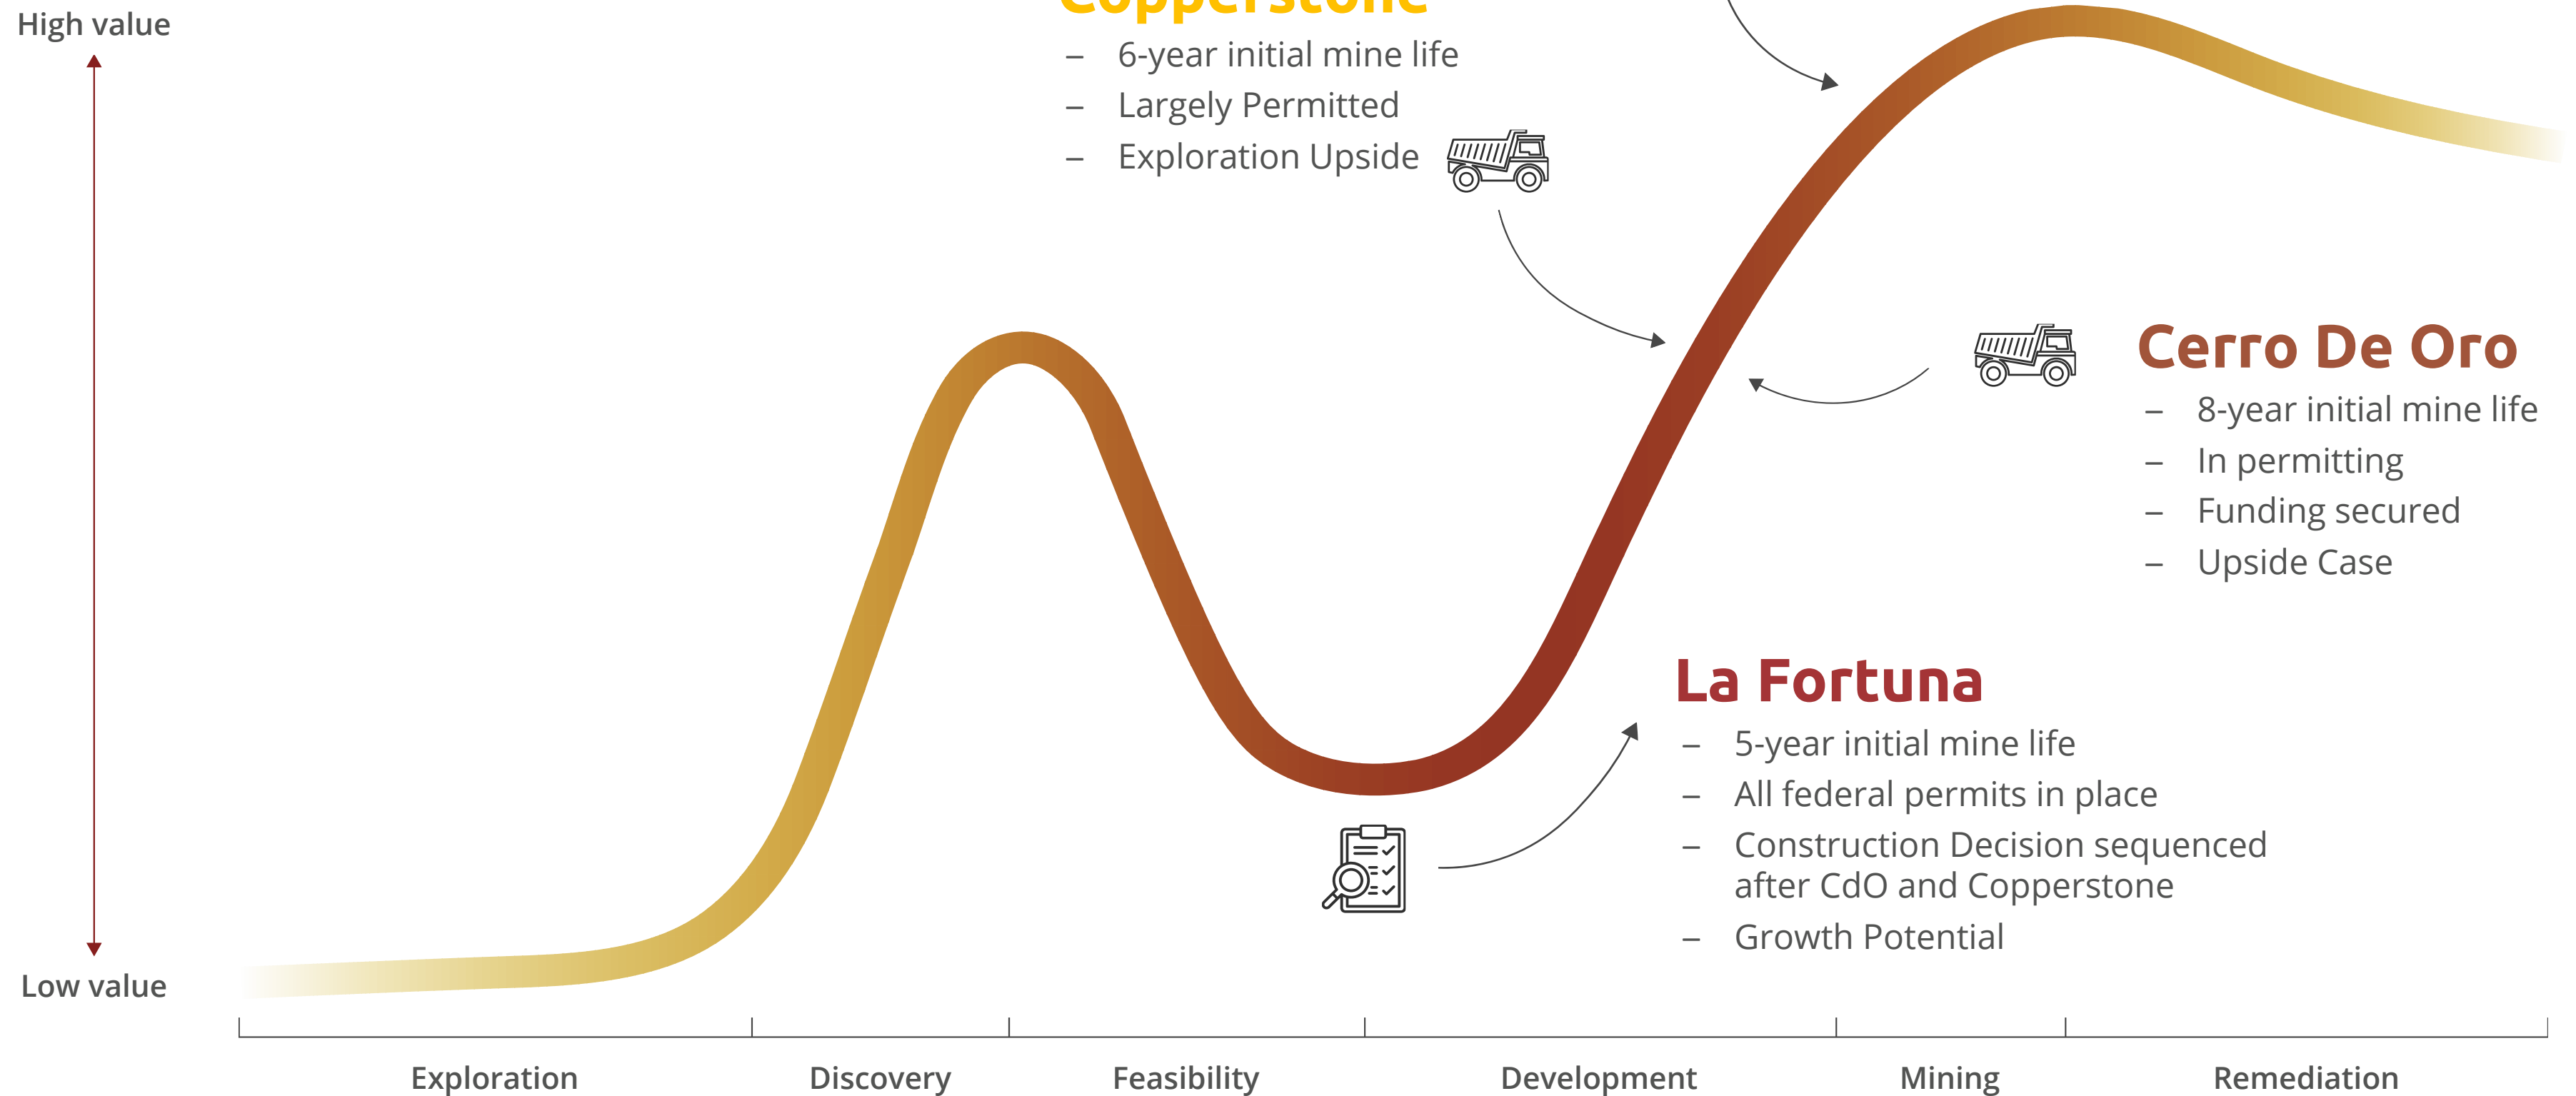 High value
Copperstone
– 6-year initial mine life
– Largely Permitted
– Exploration Upside
Cerro De Oro
– 8-year initial mine life
– In permitting
– Funding secured
– Upside Case
La Fortuna
– 5-year initial mine life
– All federal permits in place
– Construction Decision sequenced
after CdO and Copperstone
– Growth Potential
Low value
Exploration
Discovery
Feasibility
Development
Mining
Remediation